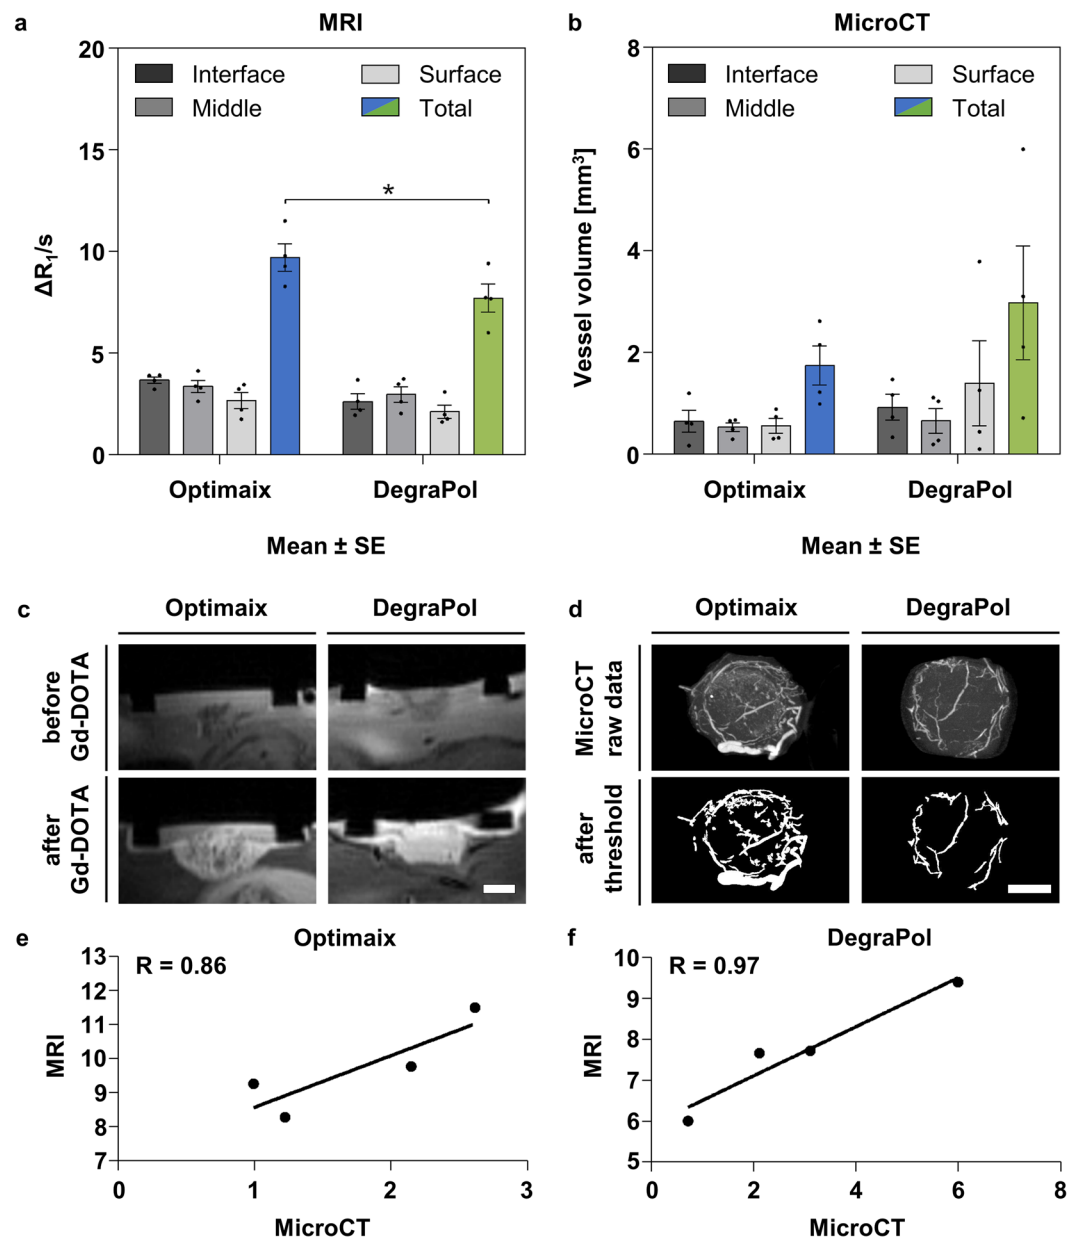 a
MRI
20
15
10
5
0
ΔR1/s
Interface
Surface
Middle
Total
*
Optimaix
DegraPol
Mean ± SE
b
MicroCT
8
6
4
2
0
Vessel volume [mm³]
Interface
Surface
Middle
Total
Optimaix
DegraPol
Mean ± SE
c
Optimaix
DegraPol
before
Gd-DOTA
after
Gd-DOTA
d
Optimaix
DegraPol
MicroCT
raw data
after
threshold
e
Optimaix
R = 0.86
13
12
11
10
9
8
7
MRI
0
1
2
3
MicroCT
f
DegraPol
R = 0.97
10
9
8
7
6
5
MRI
0
2
4
6
8
MicroCT